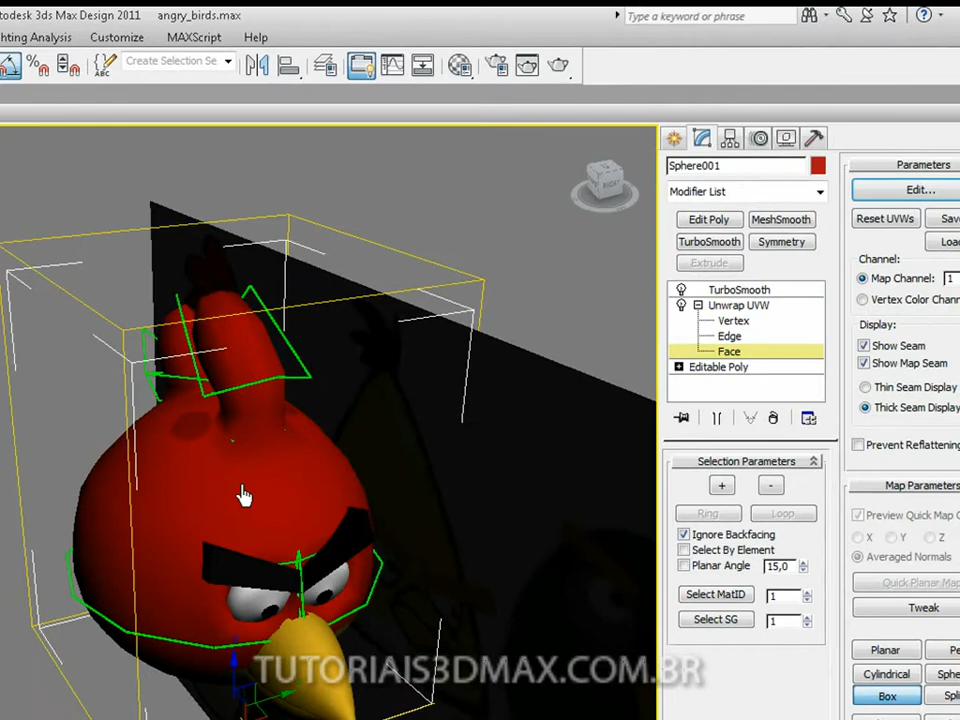 utodesk 3ds Max Design 2011 angry_birds.max
Type a keyword or phrase
hting Analysis Customize MAXScript Help
Create Selection Se
ABC
Sphere001
Modifier List
Edit Poly MeshSmooth
TurboSmooth Symmetry
Extrude
TurboSmooth
Unwrap UVW
Vertex
Edge
Face
Editable Poly
Selection Parameters
+ -
Ring Loop
Ignore Backfacing
Select By Element
Planar Angle 15,0
Select MatID 1
Select SG 1
Parameters
Edit...
Reset UVWs Sav
Loa
Channel:
Map Channel: 1
Vertex Color Chann
Display:
Show Seam
Show Map Seam
Thin Seam Display
Thick Seam Display
Prevent Reflattening
Map Parameters
Preview Quick Map G
X Y Z
Averaged Normals
Quick Planar Map
Tweak
Planar Pe
Cylindrical Sphe
Box Spli
TUTORIAIS3DMAX.COM.BR